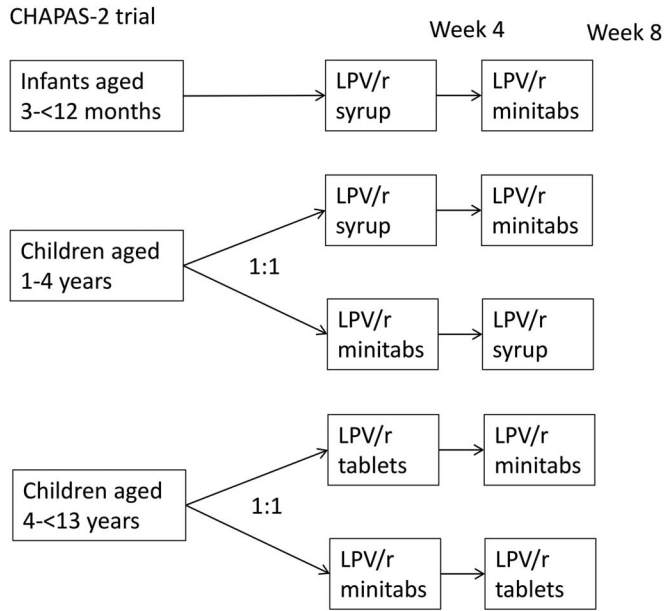 CHAPAS-2 trial
Week 4
Week 8
Infants aged
3-<12 months
LPV/r
syrup
LPV/r
minitabs
Children aged
1-4 years
1:1
LPV/r
syrup
LPV/r
minitabs
LPV/r
minitabs
LPV/r
syrup
Children aged
4-<13 years
1:1
LPV/r
tablets
LPV/r
minitabs
LPV/r
minitabs
LPV/r
tablets